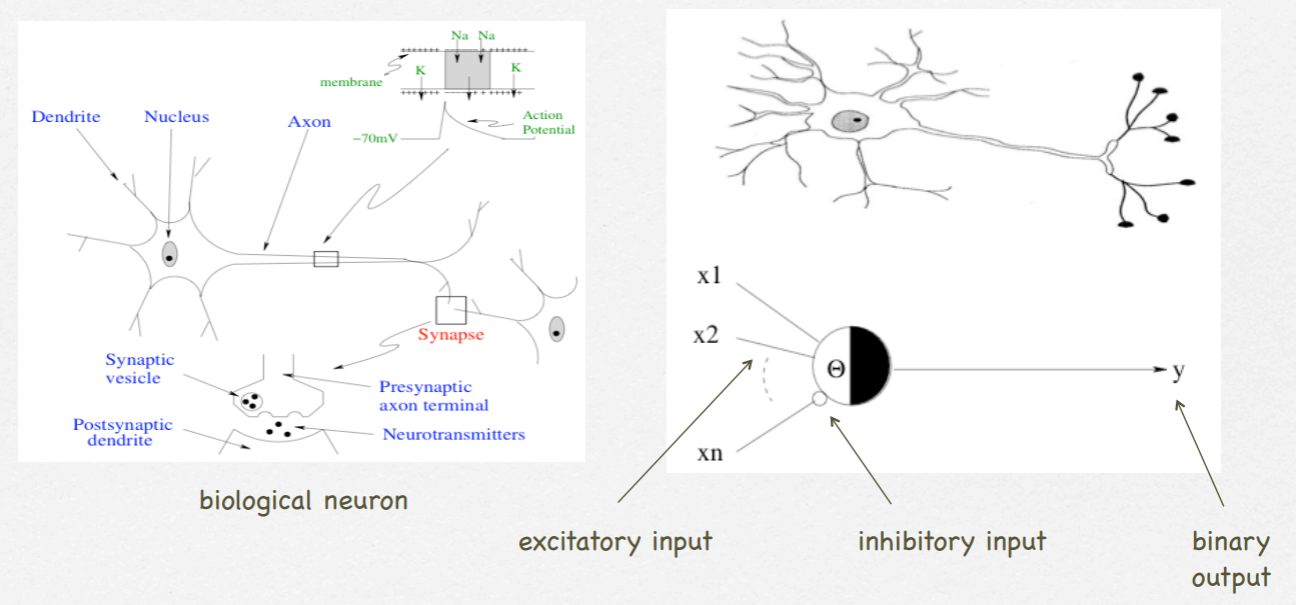 Na Na
membrane
K
K
Action
Potential
−70mV
Dendrite
Nucleus
Axon
Synapse
Synaptic
vesicle
Presynaptic
axon terminal
Postsynaptic
dendrite
Neurotransmitters
biological neuron
x1
x2
xn
Θ
y
excitatory input
inhibitory input
binary
output